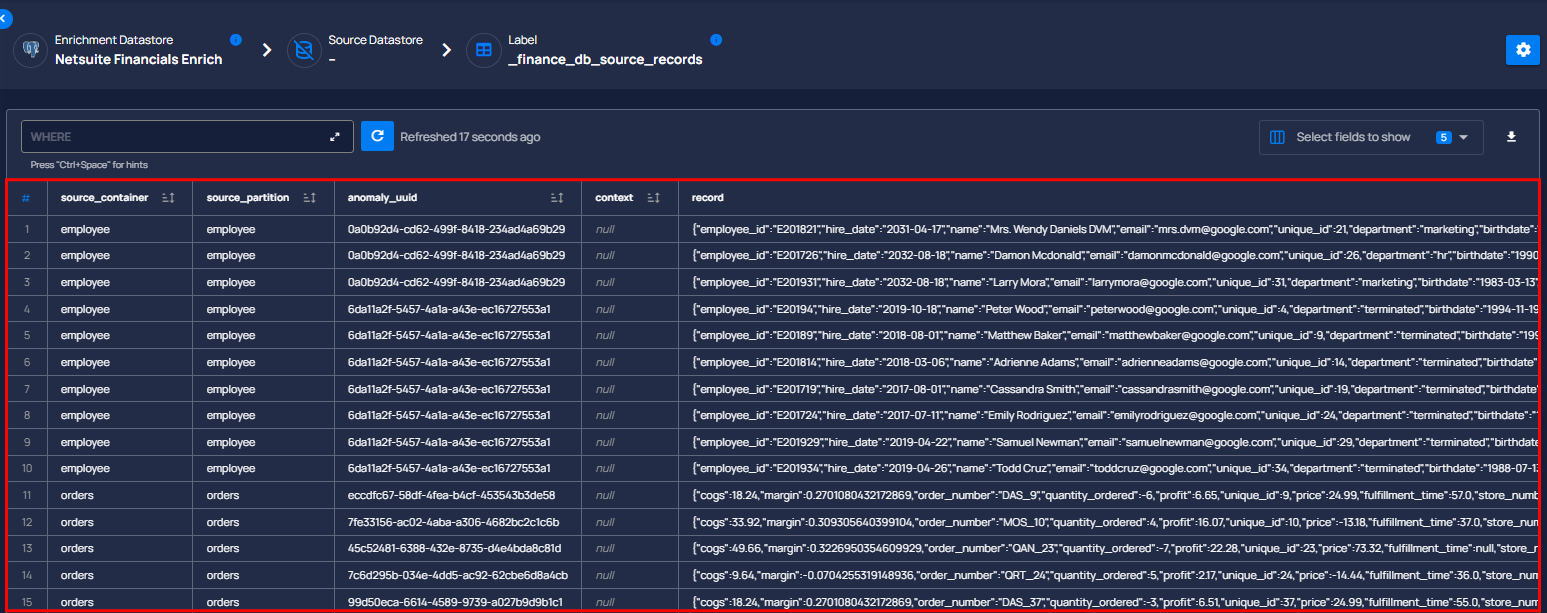 Enrichment Datastore
Netsuite Financials Enrich
Source Datastore
–
Label
_finance_db_source_records
WHERE
Refreshed 17 seconds ago
Select fields to show 5
Press "Ctrl+Space" for hints
# source_container source_partition anomaly_uuid context record
1 employee employee 0a0b92d4-cd62-499f-8418-234ad4a69b29 null {"employee_id":"E201821","hire_date":"2031-04-17","name":"Mrs. Wendy Daniels DVM","email":"mrs.dvm@google.com","unique_id":21,"department":"marketing","birthdate":
2 employee employee 0a0b92d4-cd62-499f-8418-234ad4a69b29 null {"employee_id":"E201726","hire_date":"2032-08-18","name":"Damon Mcdonald","email":"damonmcdonald@google.com","unique_id":26,"department":"hr","birthdate":"1990
3 employee employee 0a0b92d4-cd62-499f-8418-234ad4a69b29 null {"employee_id":"E201931","hire_date":"2032-08-18","name":"Larry Mora","email":"larrymora@google.com","unique_id":31,"department":"marketing","birthdate":"1983-03-13"
4 employee employee 6da11a2f-5457-4a1a-a43e-ec16727553a1 null {"employee_id":"E20194","hire_date":"2019-10-18","name":"Peter Wood","email":"peterwood@google.com","unique_id":4,"department":"terminated","birthdate":"1994-11-19
5 employee employee 6da11a2f-5457-4a1a-a43e-ec16727553a1 null {"employee_id":"E20189","hire_date":"2018-08-01","name":"Matthew Baker","email":"matthewbaker@google.com","unique_id":9,"department":"terminated","birthdate":"199
6 employee employee 6da11a2f-5457-4a1a-a43e-ec16727553a1 null {"employee_id":"E201814","hire_date":"2018-03-06","name":"Adrienne Adams","email":"adrienneadams@google.com","unique_id":14,"department":"terminated","birthdate"
7 employee employee 6da11a2f-5457-4a1a-a43e-ec16727553a1 null {"employee_id":"E201719","hire_date":"2017-08-01","name":"Cassandra Smith","email":"cassandrasmith@google.com","unique_id":19,"department":"terminated","birthdate"
8 employee employee 6da11a2f-5457-4a1a-a43e-ec16727553a1 null {"employee_id":"E201724","hire_date":"2017-07-11","name":"Emily Rodriguez","email":"emilyrodriguez@google.com","unique_id":24,"department":"terminated","birthdate":"
9 employee employee 6da11a2f-5457-4a1a-a43e-ec16727553a1 null {"employee_id":"E201929","hire_date":"2019-04-22","name":"Samuel Newman","email":"samuelnewman@google.com","unique_id":29,"department":"terminated","birthdate
10 employee employee 6da11a2f-5457-4a1a-a43e-ec16727553a1 null {"employee_id":"E201934","hire_date":"2019-04-26","name":"Todd Cruz","email":"toddcruz@google.com","unique_id":34,"department":"terminated","birthdate":"1988-07-13
11 orders orders eccdfc67-58df-4fea-b4cf-453543b3de58 null {"cogs":18.24,"margin":0.2701080432172869,"order_number":"DAS_9","quantity_ordered":-6,"profit":6.65,"unique_id":9,"price":24.99,"fulfillment_time":57.0,"store_numb
12 orders orders 7fe33156-ac02-4aba-a306-4682bc2c1c6b null {"cogs":33.92,"margin":0.309305640399104,"order_number":"MOS_10","quantity_ordered":4,"profit":16.07,"unique_id":10,"price":-13.18,"fulfillment_time":37.0,"store_num
13 orders orders 45c52481-6388-432e-8735-d4e4bda8c81d null {"cogs":49.66,"margin":0.3226950354609929,"order_number":"QAN_23","quantity_ordered":-7,"profit":22.28,"unique_id":23,"price":73.32,"fulfillment_time":null,"store_
14 orders orders 7c6d295b-034e-4dd5-ac92-62cbe6d8a4cb null {"cogs":9.64,"margin":-0.0704255319148936,"order_number":"QRT_24","quantity_ordered":5,"profit":2.17,"unique_id":24,"price":-14.44,"fulfillment_time":36.0,"store_num
15 orders orders 99d50eca-6614-4589-9739-a027b9d9b1c1 null {"cogs":18.24,"margin":0.2701080432172869,"order_number":"DAS_37","quantity_ordered":-3,"profit":6.51,"unique_id":37,"price":24.99,"fulfillment_time":55.0,"store_num